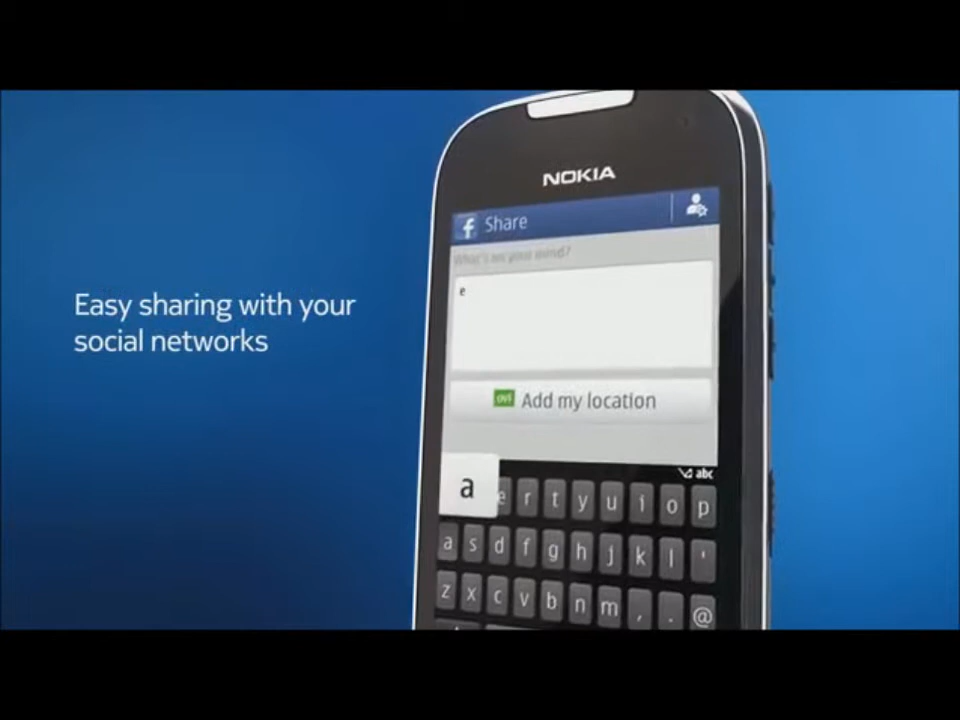 NOKIA
f Share
What's on your mind?
e
Easy sharing with your
social networks
ovi Add my location
abc
a
e r t y u i o p
a s d f g h j k l '
z x c v b n m , . @